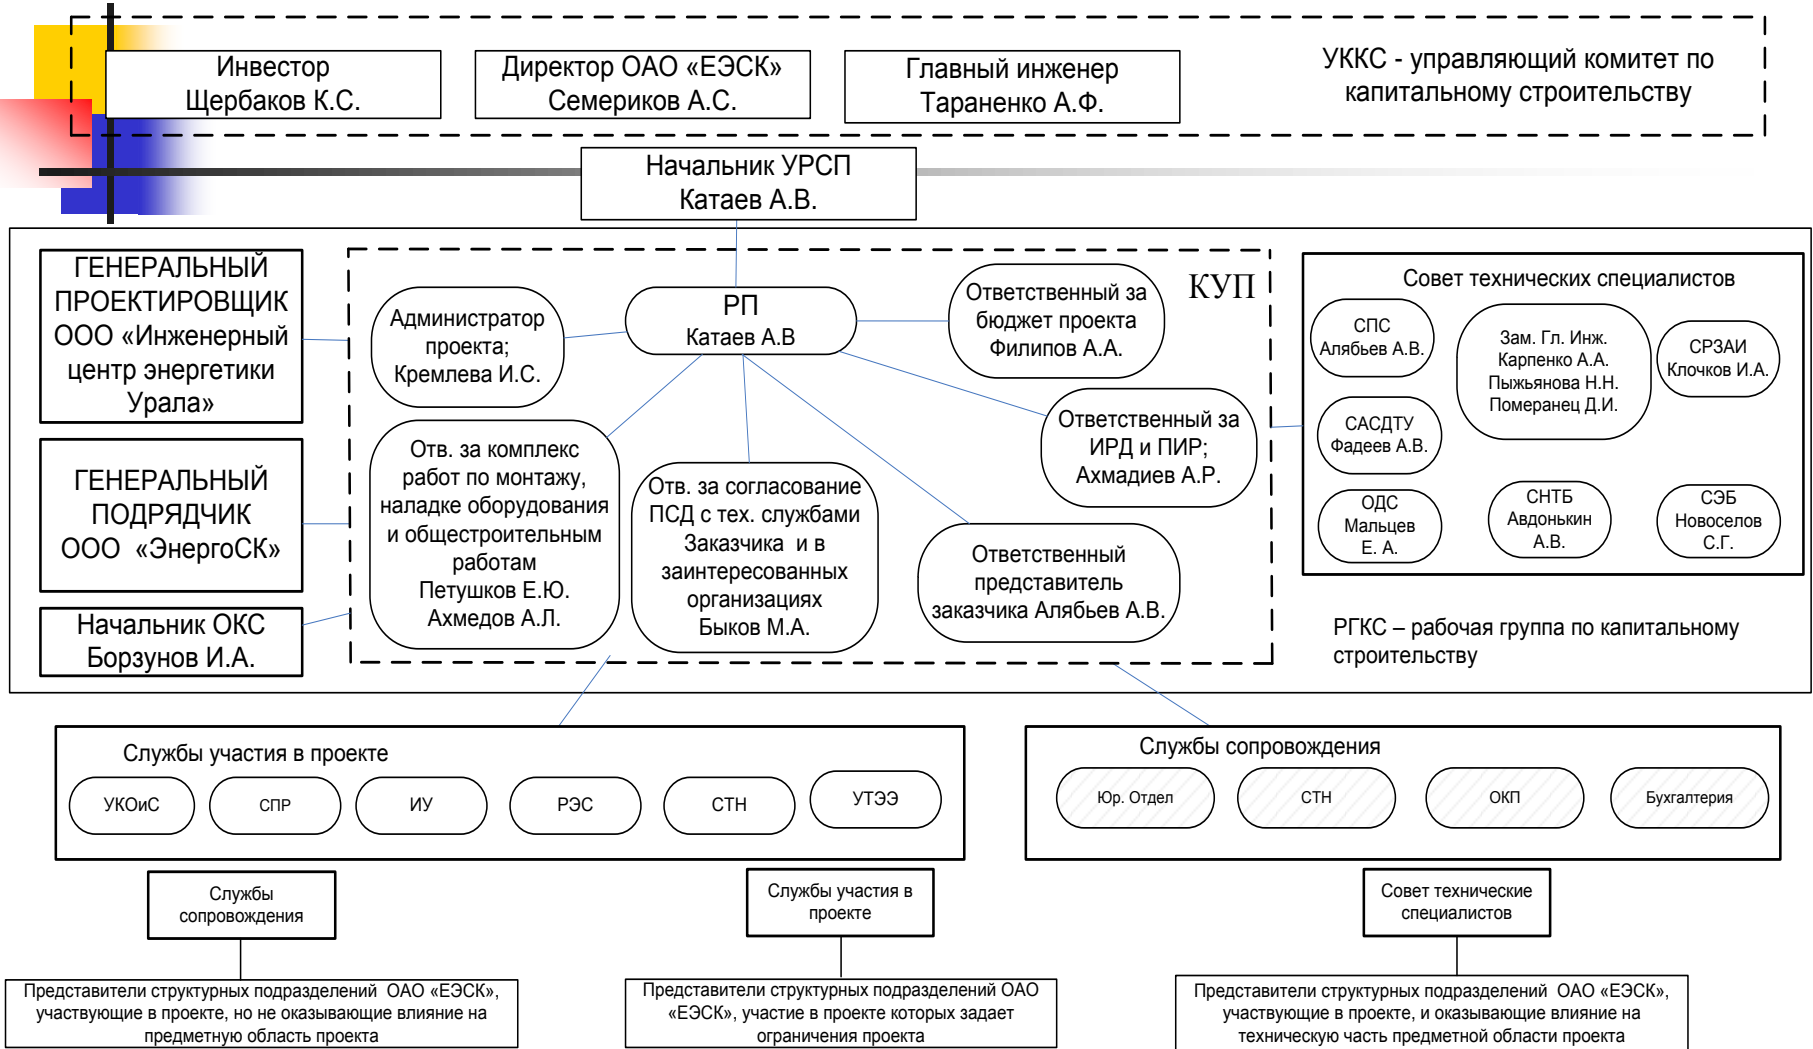 Инвестор
Щербаков К.С.
Директор ОАО «ЕЭСК»
Семериков А.С.
Главный инженер
Тараненко А.Ф.
УККС - управляющий комитет по
капитальному строительству
Начальник УРСП
Катаев А.В.
ГЕНЕРАЛЬНЫЙ
ПРОЕКТИРОВЩИК
ООО «Инженерный
центр энергетики
Урала»
ГЕНЕРАЛЬНЫЙ
ПОДРЯДЧИК
ООО «ЭнергоСК»
Начальник ОКС
Борзунов И.А.
КУП
Администратор
проекта;
Кремлева И.С.
РП
Катаев А.В
Ответственный за
бюджет проекта
Филипов А.А.
Ответственный за
ИРД и ПИР;
Ахмадиев А.Р.
Отв. за комплекс
работ по монтажу,
наладке оборудования
и общестроительным
работам
Петушков Е.Ю.
Ахмедов А.Л.
Отв. за согласование
ПСД с тех. службами
Заказчика и в
заинтересованных
организациях
Быков М.А.
Ответственный
представитель
заказчика Алябьев А.В.
Совет технических специалистов
СПС
Алябьев А.В.
Зам. Гл. Инж.
Карпенко А.А.
Пыжьянова Н.Н.
Померанец Д.И.
СРЗАИ
Клочков И.А.
САСДТУ
Фадеев А.В.
ОДС
Мальцев
Е. А.
СНТБ
Авдонькин
А.В.
СЭБ
Новоселов
С.Г.
РГКС – рабочая группа по капитальному
строительству
Службы участия в проекте
УКОиС
СПР
ИУ
РЭС
СТН
УТЭЭ
Службы сопровождения
Юр. Отдел
СТН
ОКП
Бухгалтерия
Службы
сопровождения
Представители структурных подразделений ОАО «ЕЭСК»,
участвующие в проекте, но не оказывающие влияние на
предметную область проекта
Службы участия в
проекте
Представители структурных подразделений ОАО
«ЕЭСК», участие в проекте которых задает
ограничения проекта
Совет технические
специалистов
Представители структурных подразделений ОАО «ЕЭСК»,
участвующие в проекте, и оказывающие влияние на
техническую часть предметной области проекта